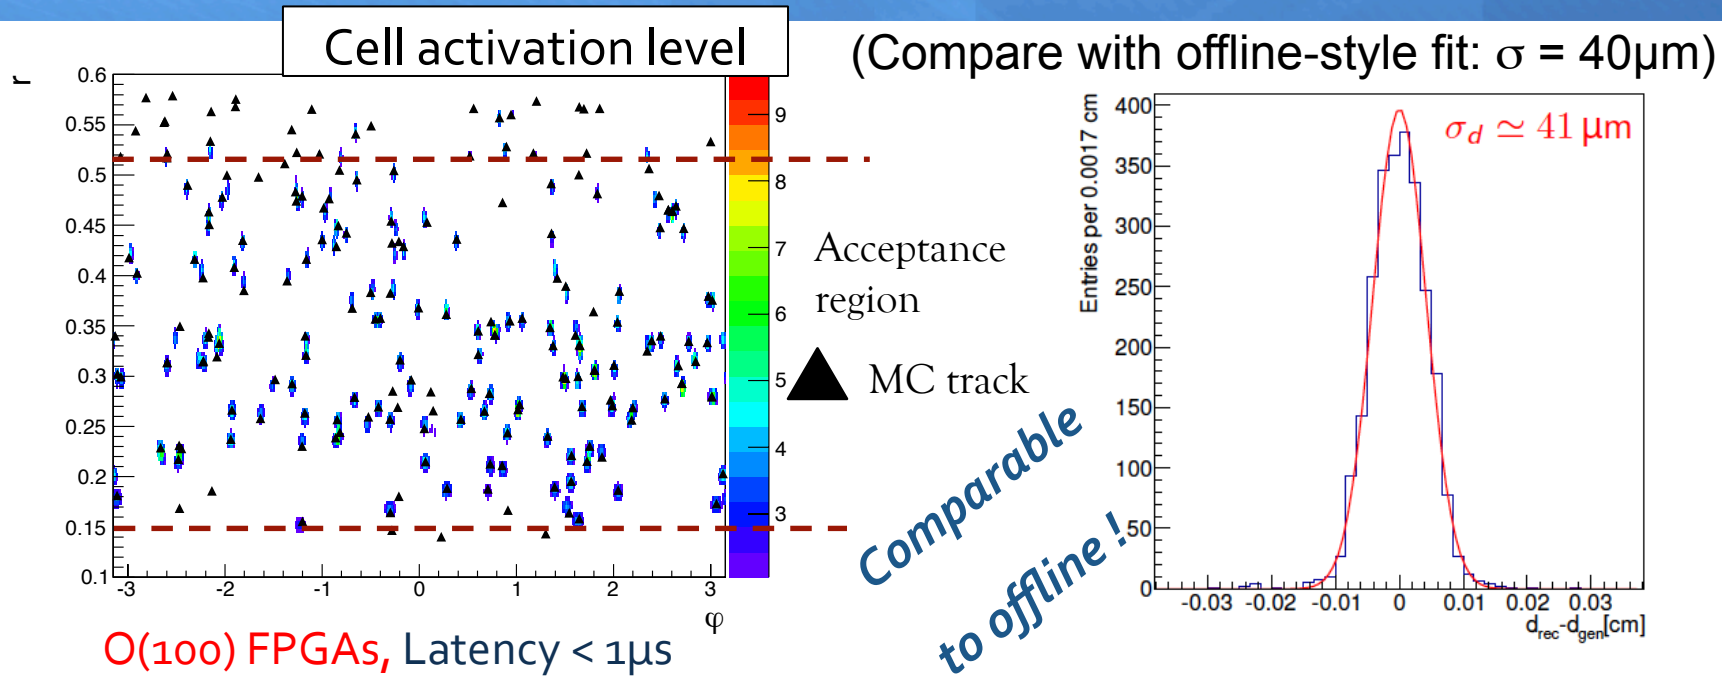 Cell activation level
(Compare with offline-style fit: σ = 40μm)
r
0.6
0.55
0.5
0.45
0.4
0.35
0.3
0.25
0.2
0.15
0.1
-3 -2 -1 0 1 2 3
φ
9
8
7
6
5
4
3
Acceptance
region
MC track
Comparable
to offline !
O(100) FPGAs, Latency < 1μs
σd ≃ 41 μm
Entries per 0.0017 cm
400
350
300
250
200
150
100
50
0
-0.03 -0.02 -0.01 0 0.01 0.02 0.03
drec-dgen[cm]